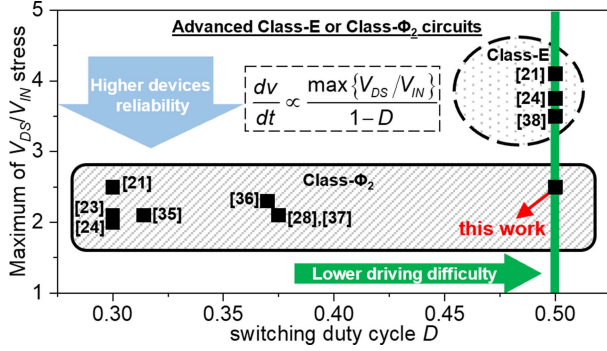 Advanced Class-E or Class-Φ2 circuits
Maximum of VDS/VIN stress
5
4
3
2
1
Higher devices
reliability
dv/dt ∝ max{VDS/VIN}/1−D
Class-E
[21]
[24]
[38]
Class-Φ2
[21]
[23]
[24]
[35]
[36]
[28],[37]
this work
Lower driving difficulty
0.30
0.35
0.40
0.45
0.50
switching duty cycle D